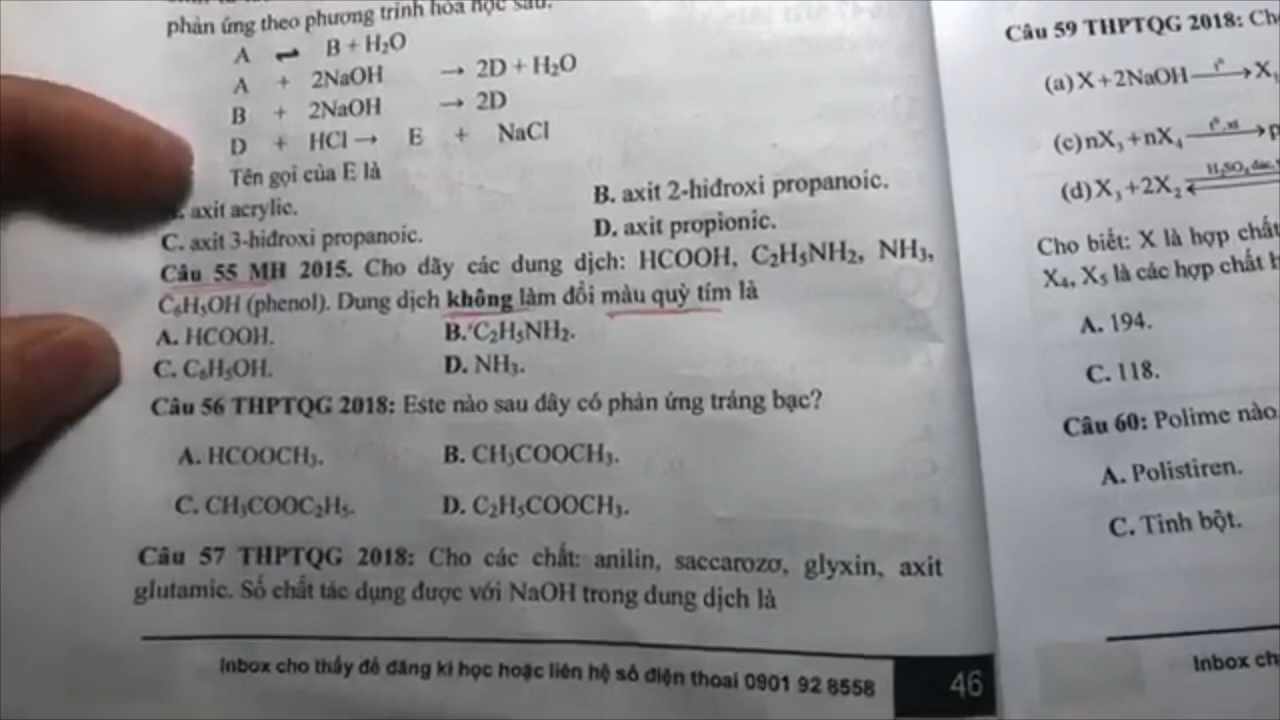 phản ứng theo phương trình hóa học sau:
A ⇌ B + H₂O
A + 2NaOH → 2D + H₂O
B + 2NaOH → 2D
D + HCl → E + NaCl
Tên gọi của E là
axit acrylic.
B. axit 2-hiđroxi propanoic.
C. axit 3-hiđroxi propanoic.
D. axit propionic.
Câu 55 MH 2015. Cho dãy các dung dịch: HCOOH, C₂H₅NH₂, NH₃,
C₆H₅OH (phenol). Dung dịch không làm đổi màu quỳ tím là
A. HCOOH.
B. C₂H₅NH₂.
C. C₆H₅OH.
D. NH₃.
Câu 56 THPTQG 2018: Este nào sau đây có phản ứng tráng bạc?
A. HCOOCH₃.
B. CH₃COOCH₃.
C. CH₃COOC₂H₅.
D. C₂H₅COOCH₃.
Câu 57 THPTQG 2018: Cho các chất: anilin, saccarozơ, glyxin, axit
glutamic. Số chất tác dụng được với NaOH trong dung dịch là
Inbox cho thầy để đăng kí học hoặc liên hệ số điện thoại 0901 92 8558
46
Câu 59 THPTQG 2018:
(a) X + 2NaOH t° →
(c) nX₃ + nX₄ t°, xt →
(d) X₃ + 2X₂ H₂SO₄ đặc,
Cho biết: X là hợp chất
X₄, X₅ là các hợp chất
A. 194.
C. 118.
Câu 60: Polime nào
A. Polistiren.
C. Tinh bột.
Inbox